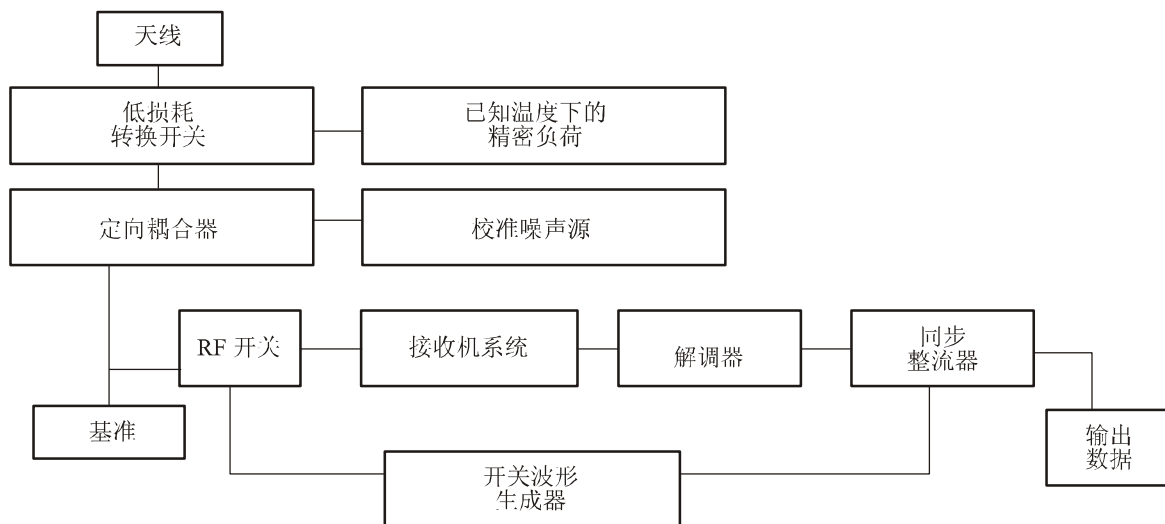 天线
低损耗
转换开关
已知温度下的
精密负荷
定向耦合器
校准噪声源
RF 开关
接收机系统
解调器
同步
整流器
基准
输出
数据
开关波形
生成器